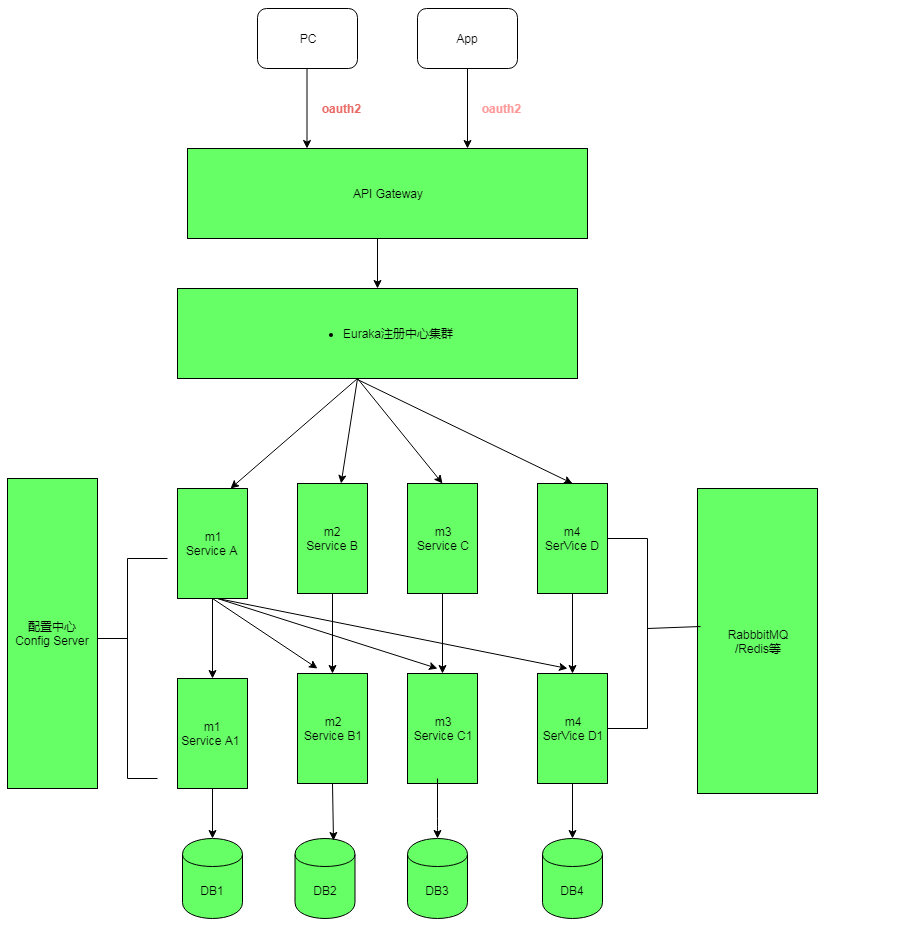 PC
App
oauth2
oauth2
API Gateway
• Euraka注册中心集群
m1
Service A
m2
Service B
m3
Service C
m4
SerVice D
配置中心
Config Server
RabbbitMQ
/Redis等
m1
Service A1
m2
Service B1
m3
Service C1
m4
SerVice D1
DB1
DB2
DB3
DB4